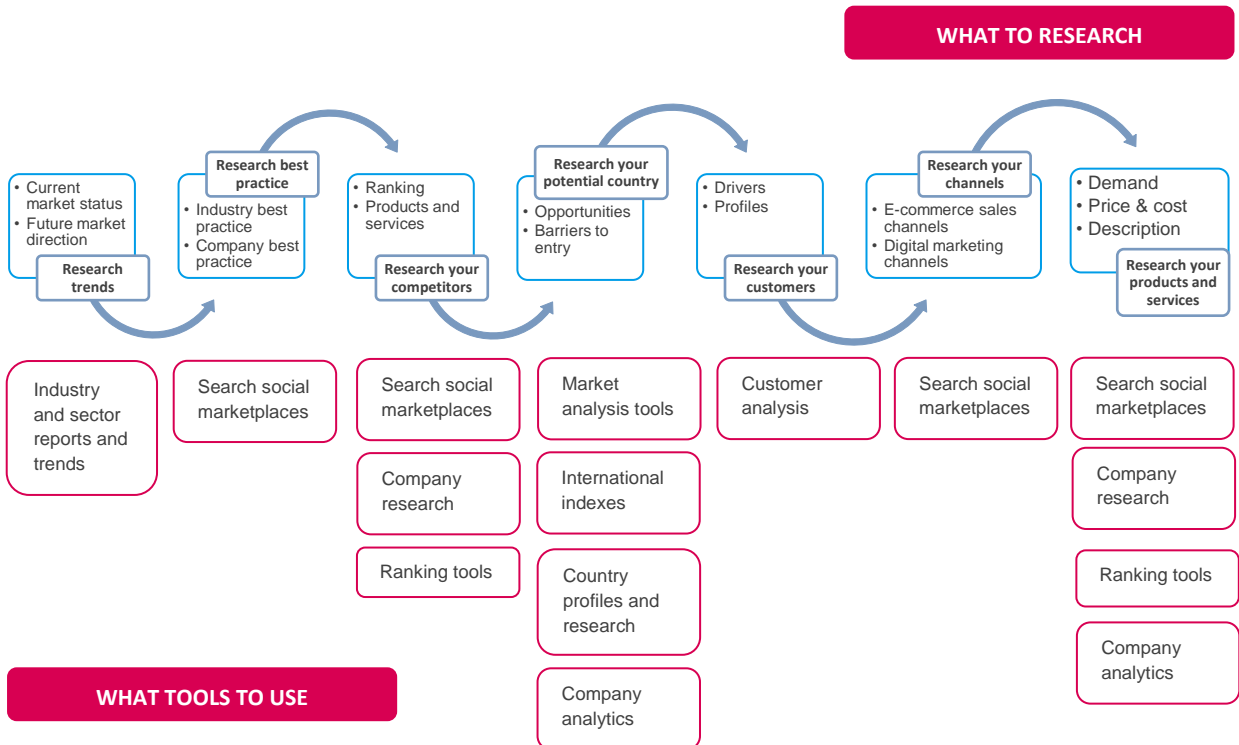 WHAT TO RESEARCH
• Current
market status
• Future market
direction
Research
trends
Research best
practice
• Industry best
practice
• Company best
practice
• Ranking
• Products and
services
Research your
competitors
Research your
potential country
• Opportunities
• Barriers to
entry
• Drivers
• Profiles
Research your
customers
Research your
channels
• E-commerce sales
channels
• Digital marketing
channels
• Demand
• Price & cost
• Description
Research your
products and
services
Industry
and sector
reports and
trends
Search social
marketplaces
Search social
marketplaces
Company
research
Ranking tools
Market
analysis tools
International
indexes
Country
profiles and
research
Company
analytics
Customer
analysis
Search social
marketplaces
Search social
marketplaces
Company
research
Ranking tools
Company
analytics
WHAT TOOLS TO USE